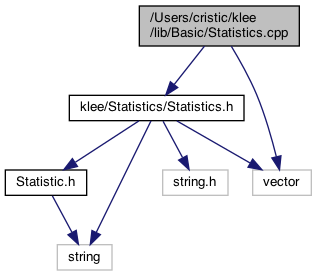 /Users/cristic/klee
/lib/Basic/Statistics.cpp
klee/Statistics/Statistics.h
Statistic.h
string.h
vector
string